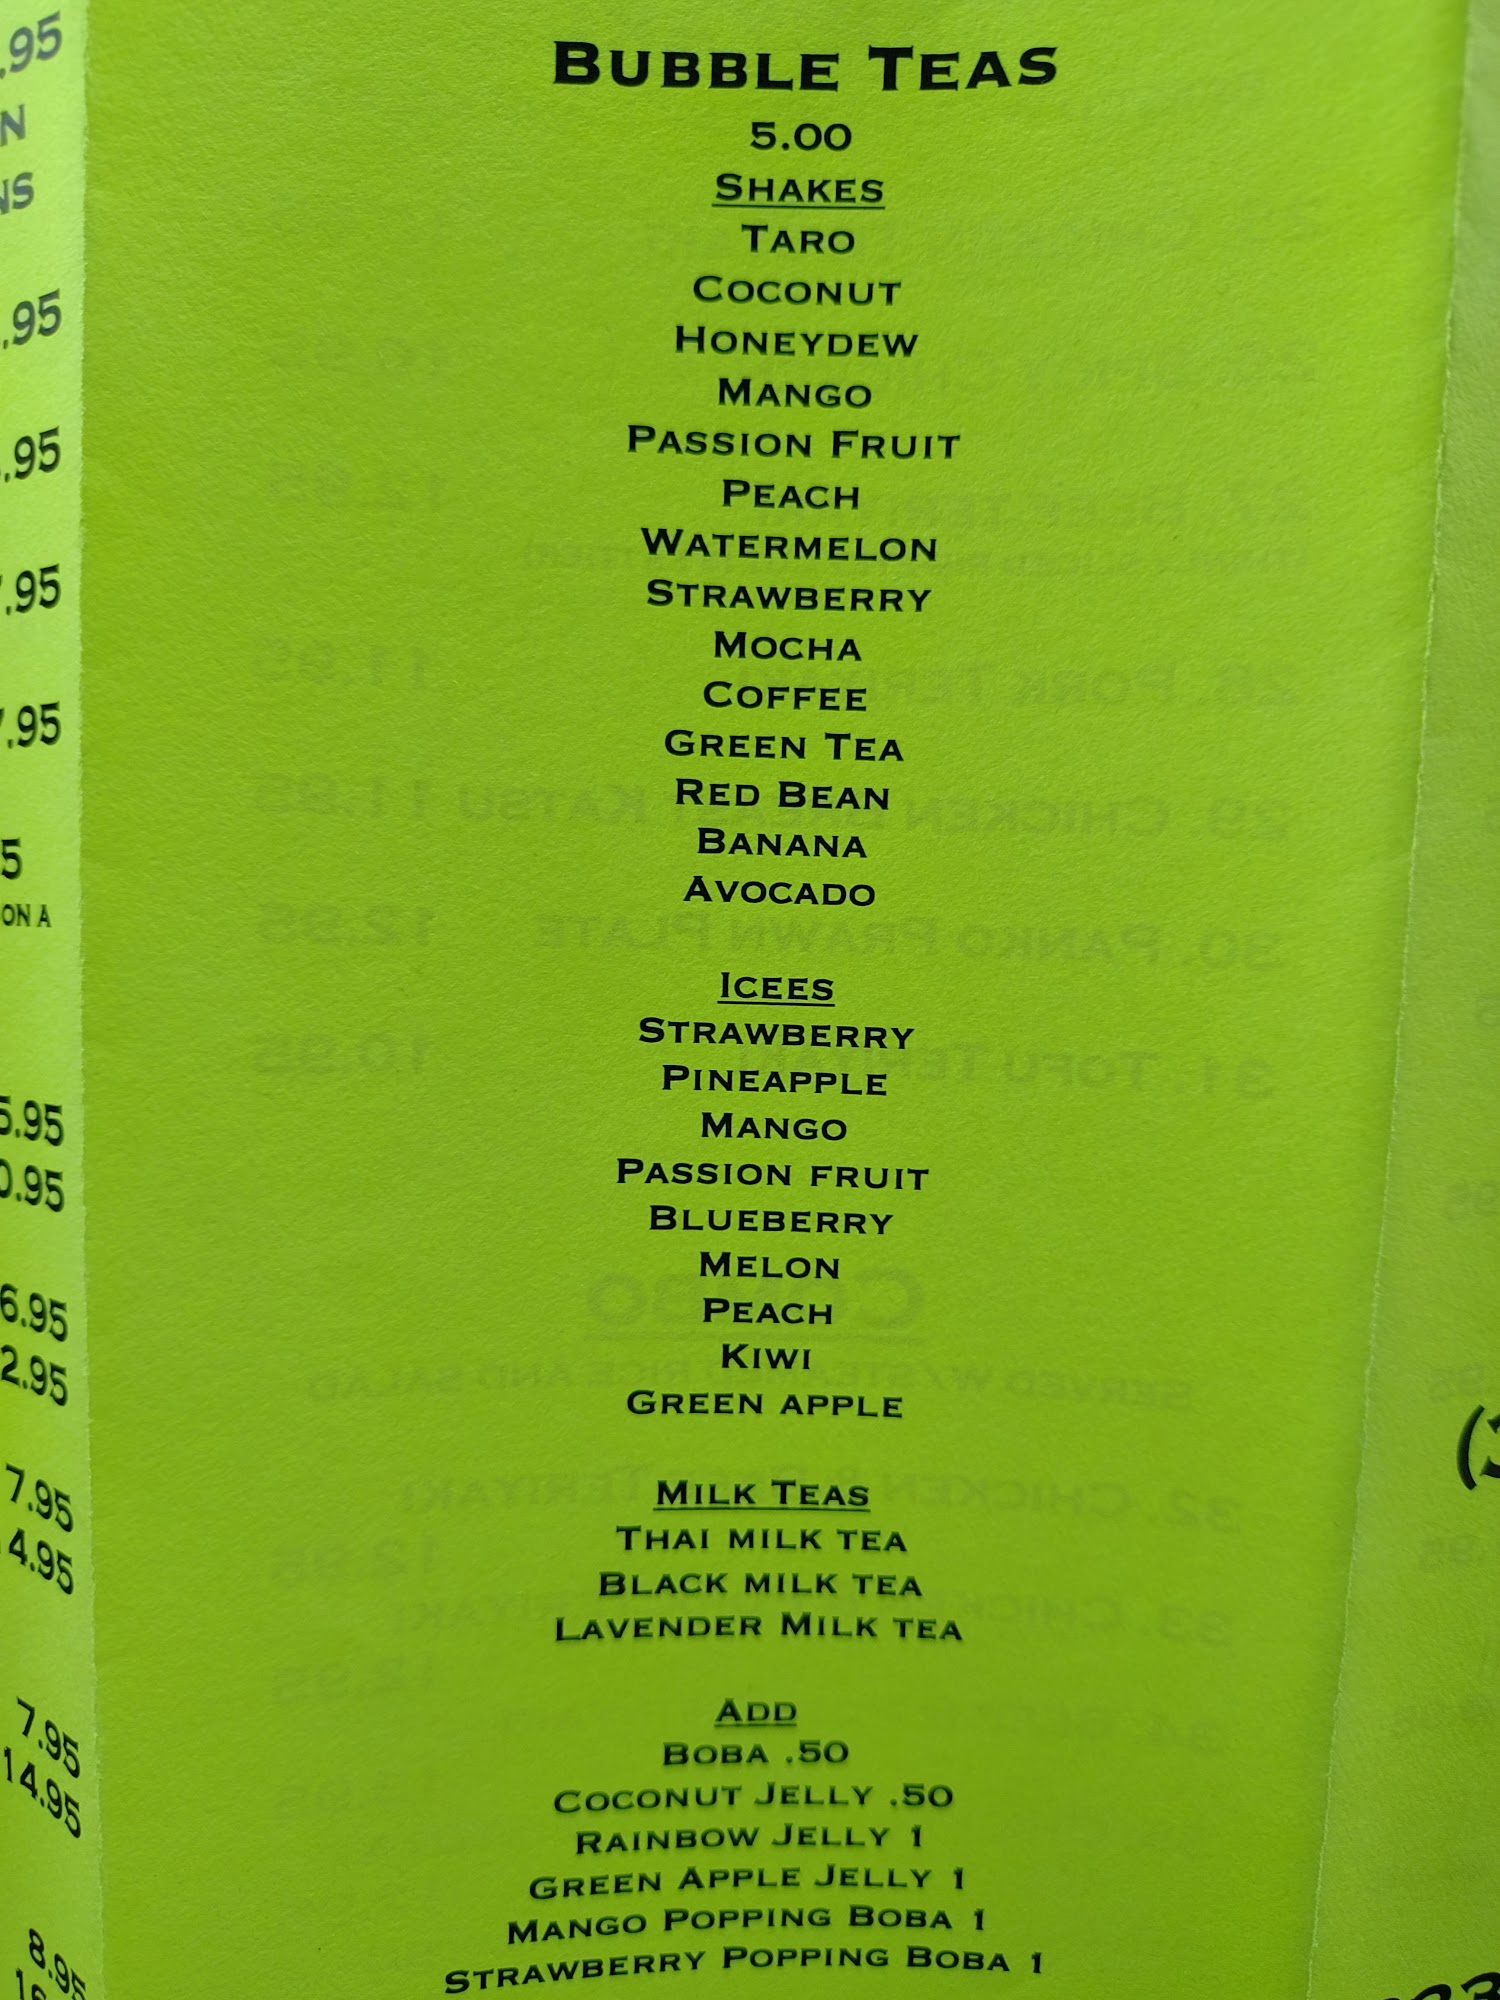 Bubble Teas
5.00
Shakes
Taro
Coconut
Honeydew
Mango
Passion Fruit
Peach
Watermelon
Strawberry
Mocha
Coffee
Green Tea
Red Bean
Banana
Avocado
Icees
Strawberry
Pineapple
Mango
Passion fruit
Blueberry
Melon
Peach
Kiwi
Green apple
Milk Teas
Thai milk tea
Black milk tea
Lavender Milk tea
Add
Boba .50
Coconut Jelly .50
Rainbow Jelly 1
Green Apple Jelly 1
Mango Popping Boba 1
Strawberry Popping Boba 1